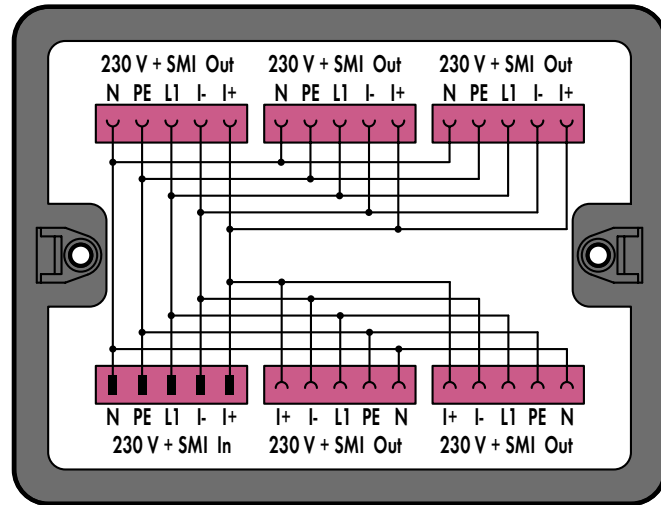 230 V + SMI Out 230 V + SMI Out 230 V + SMI Out
N PE L1 I- I+ N PE L1 I- I+ N PE L1 I- I+
N PE L1 I- I+ I+ I- L1 PE N I+ I- L1 PE N
230 V + SMI In 230 V + SMI Out 230 V + SMI Out